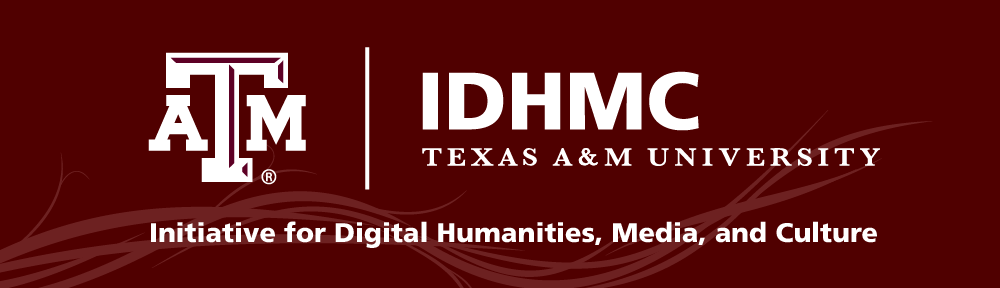 ATM®
IDHMC
TEXAS A&M UNIVERSITY
Initiative for Digital Humanities, Media, and Culture